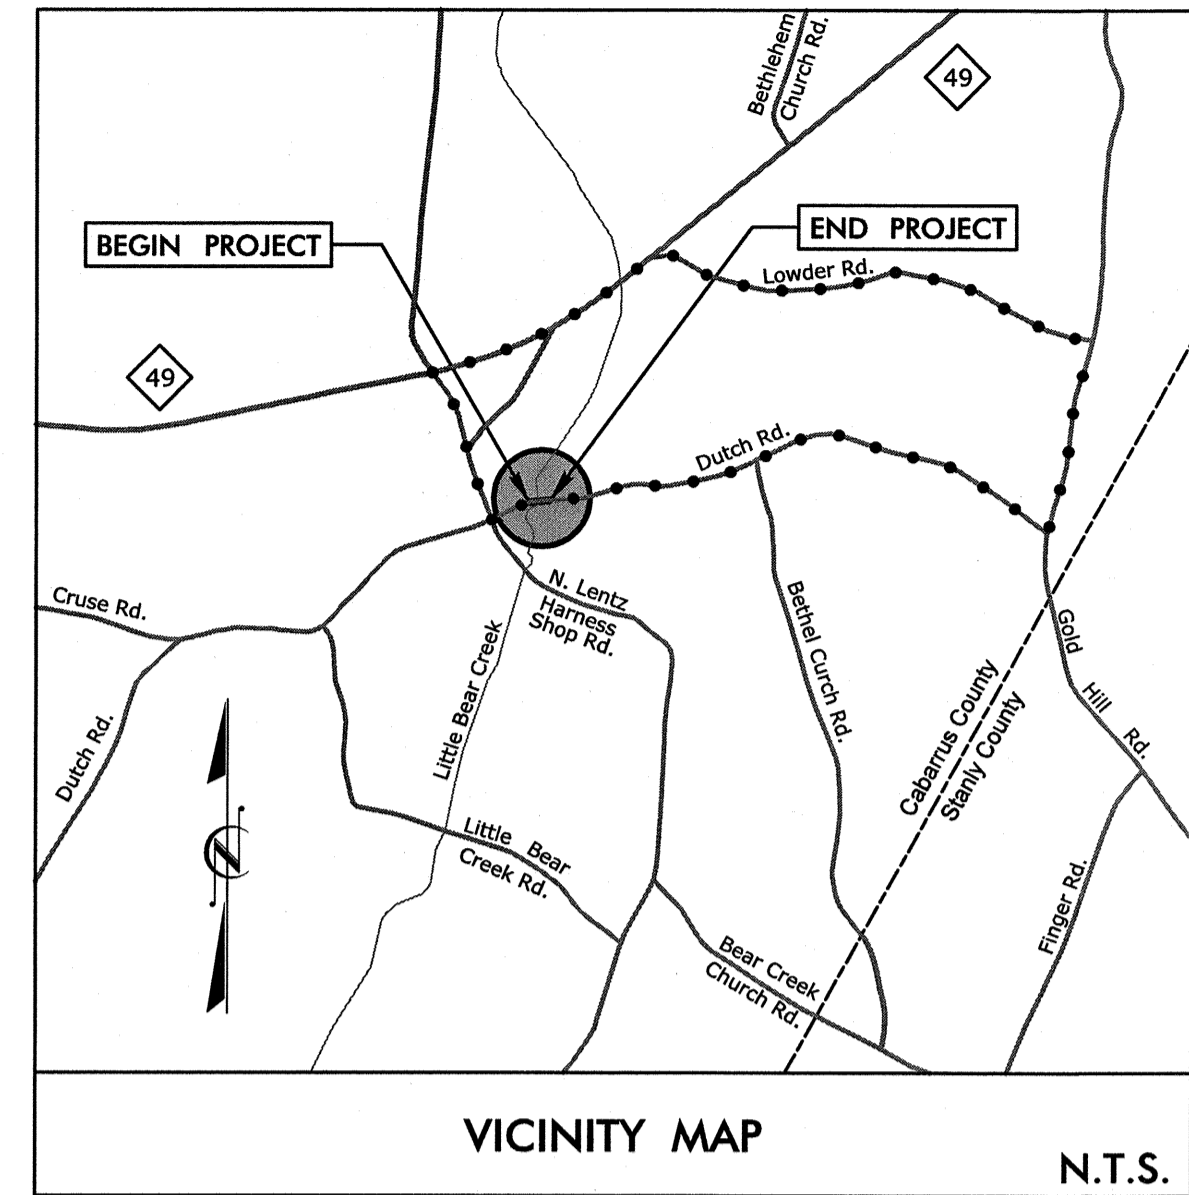 Bethlehem
Church Rd.
49
BEGIN PROJECT
END PROJECT
Lowder Rd.
49
Dutch Rd.
Cruse Rd.
N. Lentz
Harness
Shop Rd.
Bethel Curch Rd.
Gold
Hill
Rd.
Little Bear Creek
Cabarrus County
Stanly County
Dutch Rd.
N
Little Bear
Creek Rd.
Finger Rd.
Bear Creek
Church Rd.
VICINITY MAP
N.T.S.